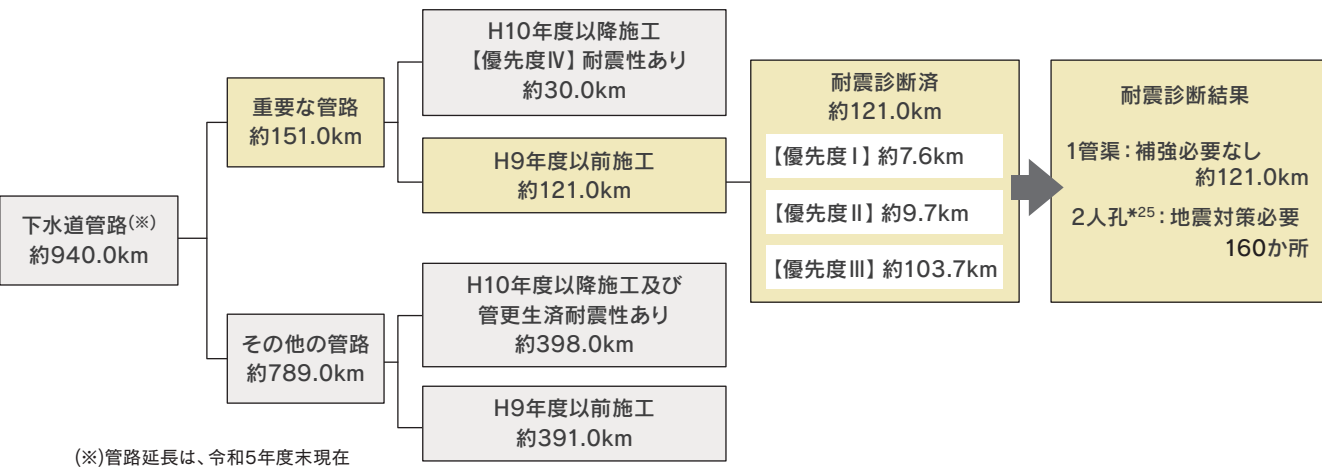 下水道管路(※)
約940.0km
重要な管路
約151.0km
H10年度以降施工
【優先度Ⅳ】耐震性あり
約30.0km
H9年度以前施工
約121.0km
耐震診断済
約121.0km
【優先度Ⅰ】約7.6km
【優先度Ⅱ】約9.7km
【優先度Ⅲ】約103.7km
耐震診断結果
1管渠：補強必要なし
約121.0km
2人孔*25：地震対策必要
160か所
その他の管路
約789.0km
H10年度以降施工及び
管更生済耐震性あり
約398.0km
H9年度以前施工
約391.0km
(※)管路延長は、令和5年度末現在